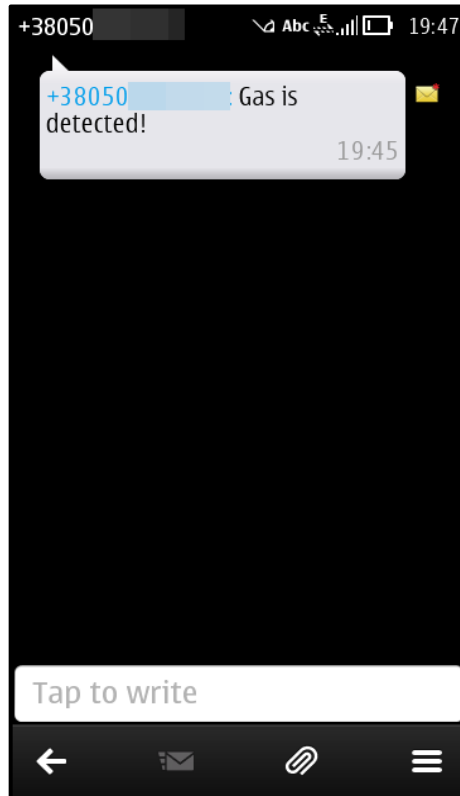 +38050
Abc E 19:47
+38050 : Gas is
detected!
19:45
Tap to write